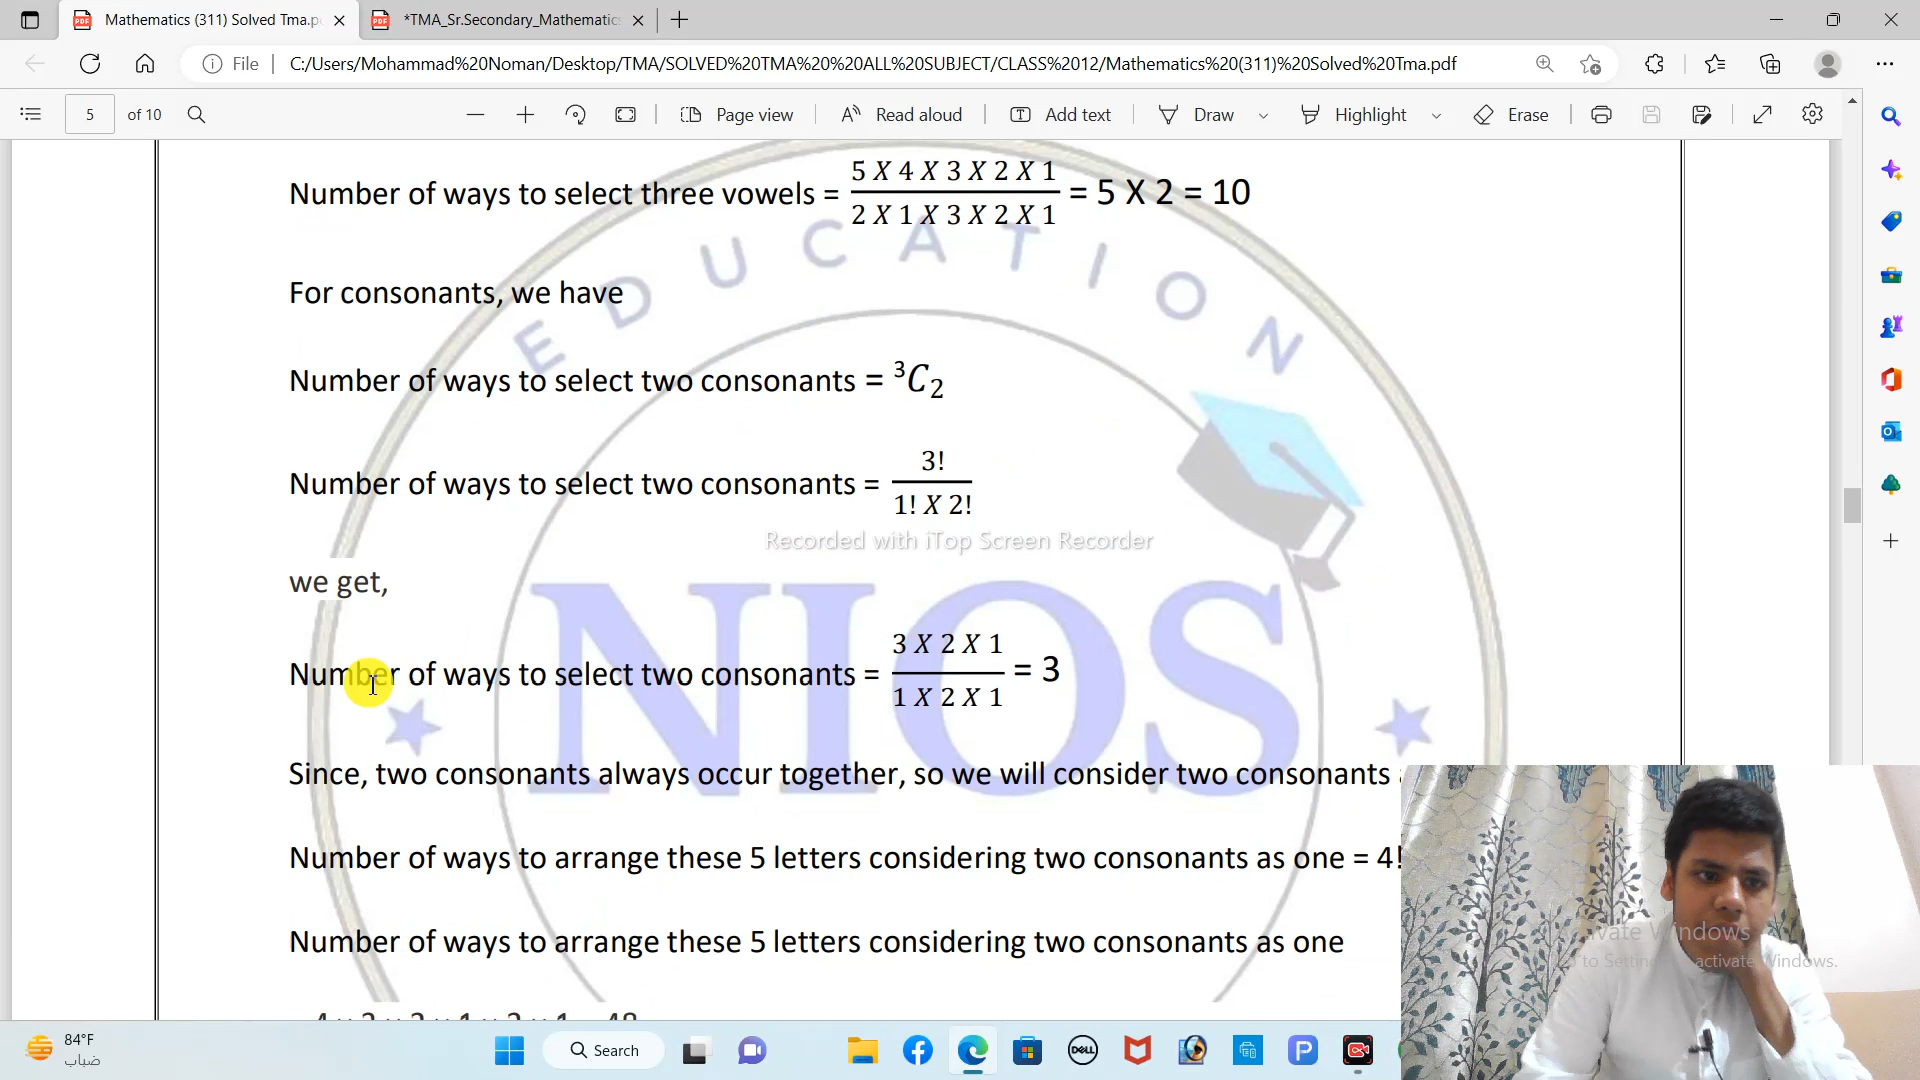 Mathematics (311) Solved Tma.p
*TMA_Sr.Secondary_Mathematics
File
C:/Users/Mohammad%20Noman/Desktop/TMA/SOLVED%20TMA%20%20ALL%20SUBJECT/CLASS%2012/Mathematics%20(311)%20Solved%20Tma.pdf
5 of 10
Page view
Read aloud
Add text
Draw
Highlight
Erase
Number of ways to select three vowels = 5 X 4 X 3 X 2 X 1 / 2 X 1 X 3 X 2 X 1 = 5 X 2 = 10
EDUCATION
For consonants, we have
Number of ways to select two consonants = ³C₂
Number of ways to select two consonants = 3! / 1! X 2!
Recorded with iTop Screen Recorder
we get,
NIOS
Number of ways to select two consonants = 3 X 2 X 1 / 1 X 2 X 1 = 3
Since, two consonants always occur together, so we will consider two consonants
Number of ways to arrange these 5 letters considering two consonants as one = 4!
Number of ways to arrange these 5 letters considering two consonants as one
Windows
activate Windows.
84°F
ضباب
Search
DELL